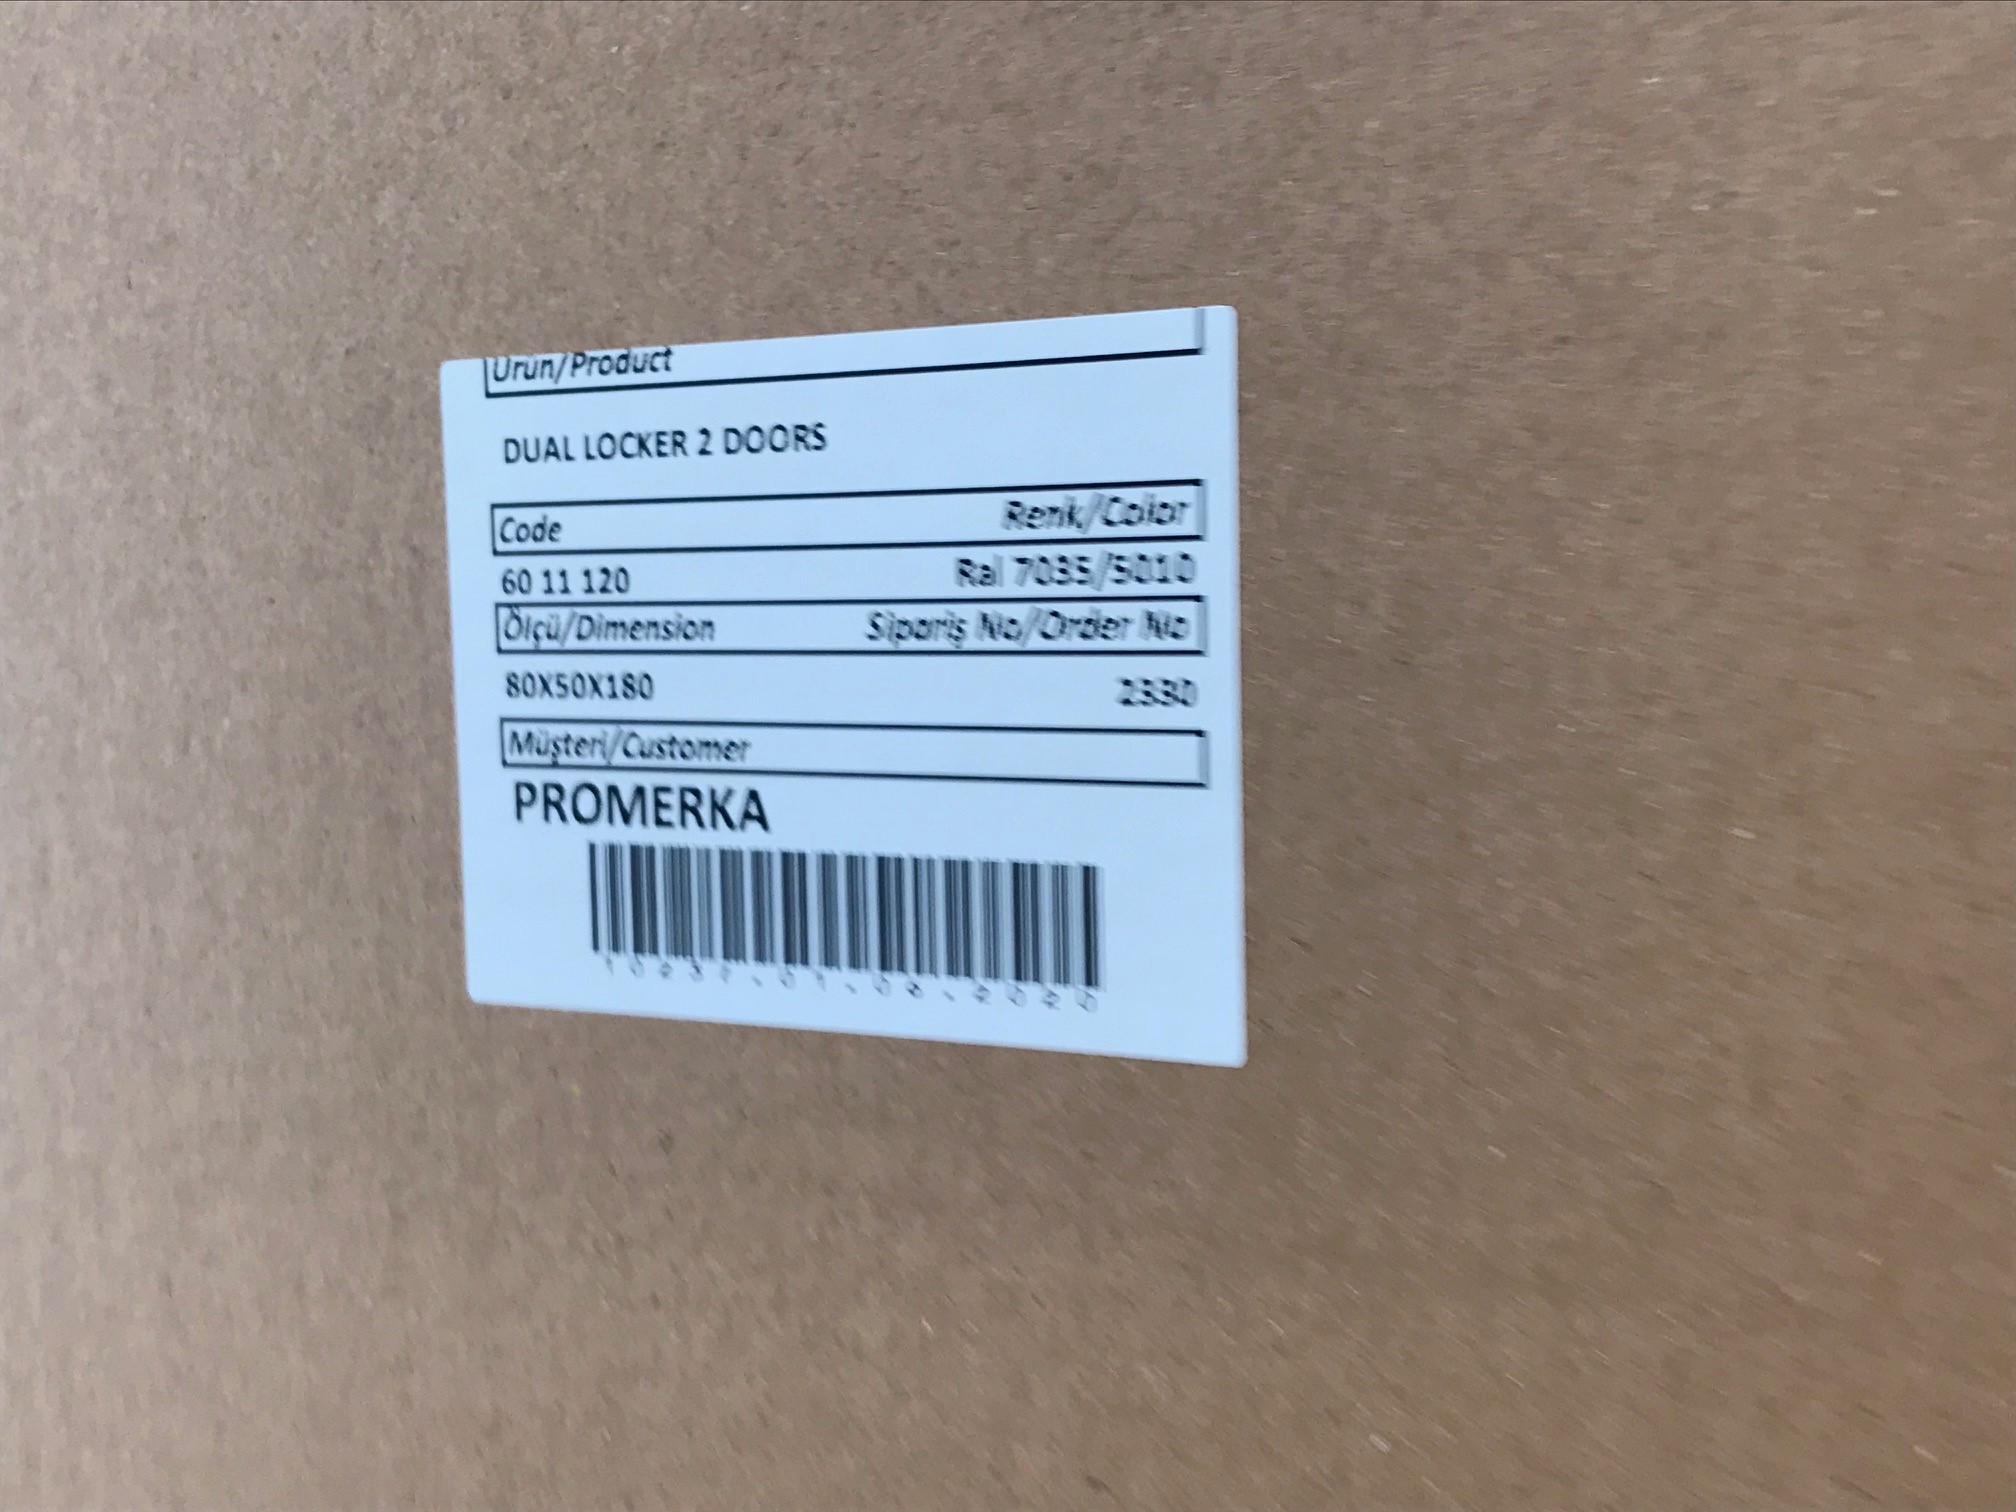 Ürün/Product
DUAL LOCKER 2 DOORS
Code Renk/Color
60 11 120 Ral 7035/5010
Ölçü/Dimension Sipariş No/Order No
80X50X180 2330
Müşteri/Customer
PROMERKA